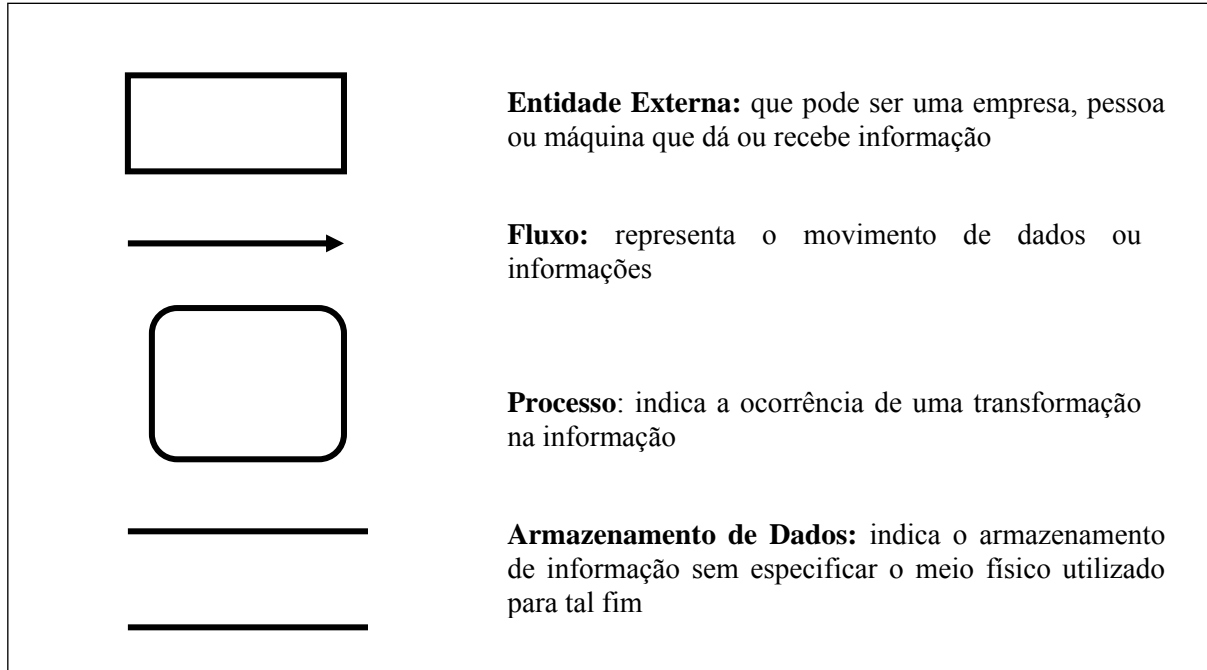 Entidade Externa: que pode ser uma empresa, pessoa
ou máquina que dá ou recebe informação
Fluxo: representa o movimento de dados ou
informações
Processo: indica a ocorrência de uma transformação
na informação
Armazenamento de Dados: indica o armazenamento
de informação sem especificar o meio físico utilizado
para tal fim